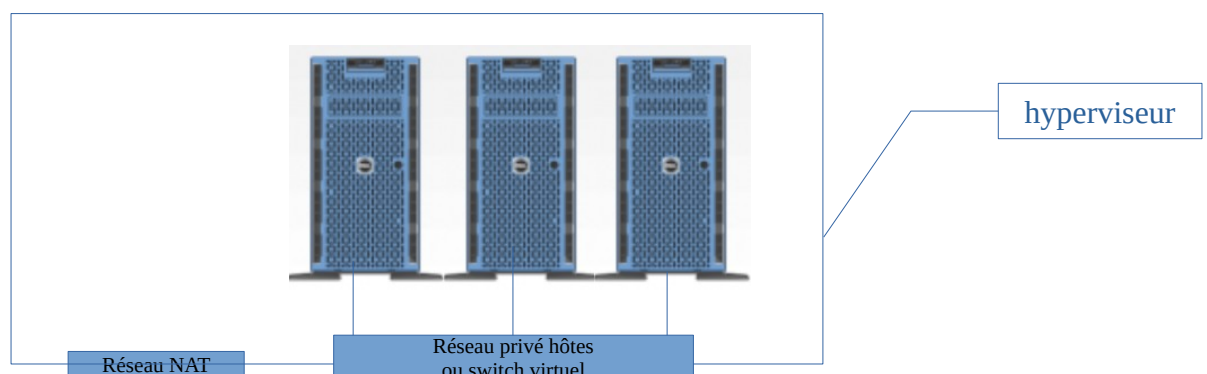 hyperviseur
Réseau privé hôtes
ou switch virtuel
Réseau NAT